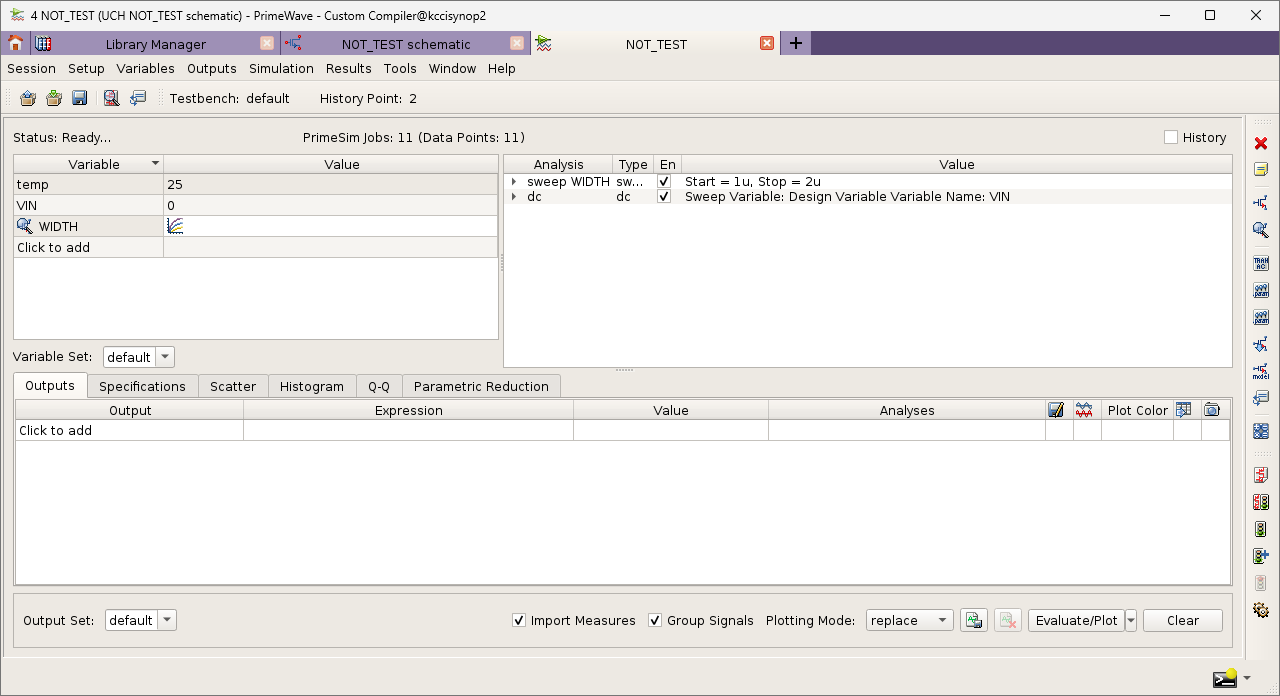 4 NOT_TEST (UCH NOT_TEST schematic) - PrimeWave - Custom Compiler@kccisynop2
Library Manager NOT_TEST schematic NOT_TEST
Session Setup Variables Outputs Simulation Results Tools Window Help
Testbench: default History Point: 2
Status: Ready... PrimeSim Jobs: 11 (Data Points: 11) History
Variable Value
temp 25
VIN 0
WIDTH
Click to add
Analysis Type En Value
sweep WIDTH sw... Start = 1u, Stop = 2u
dc dc Sweep Variable: Design Variable Variable Name: VIN
Variable Set: default
Outputs Specifications Scatter Histogram Q-Q Parametric Reduction
Output Expression Value Analyses Plot Color
Click to add
Output Set: default Import Measures Group Signals Plotting Mode: replace Evaluate/Plot Clear